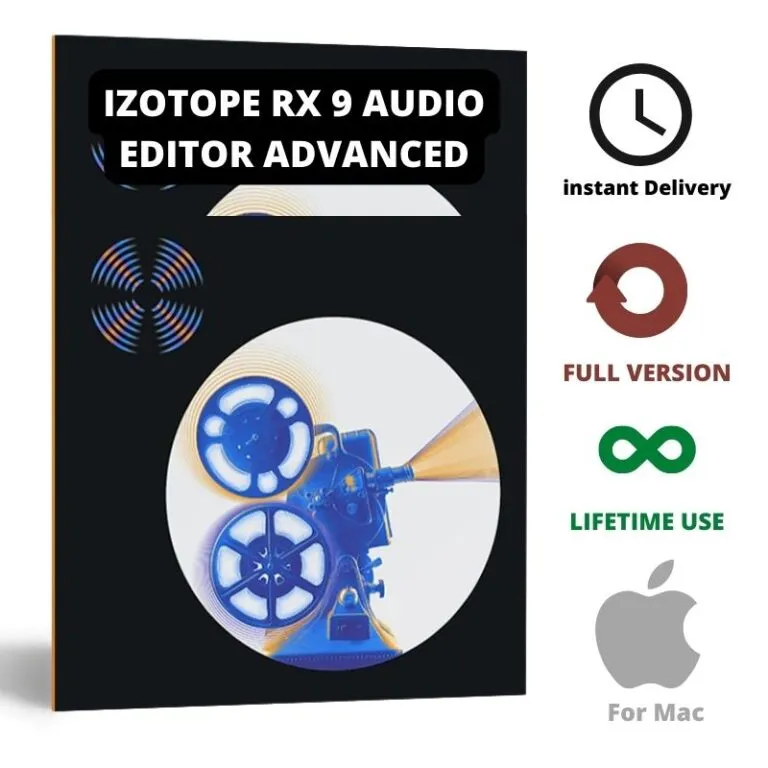 IZOTOPE RX 9 AUDIO
EDITOR ADVANCED
instant Delivery
FULL VERSION
LIFETIME USE
For Mac